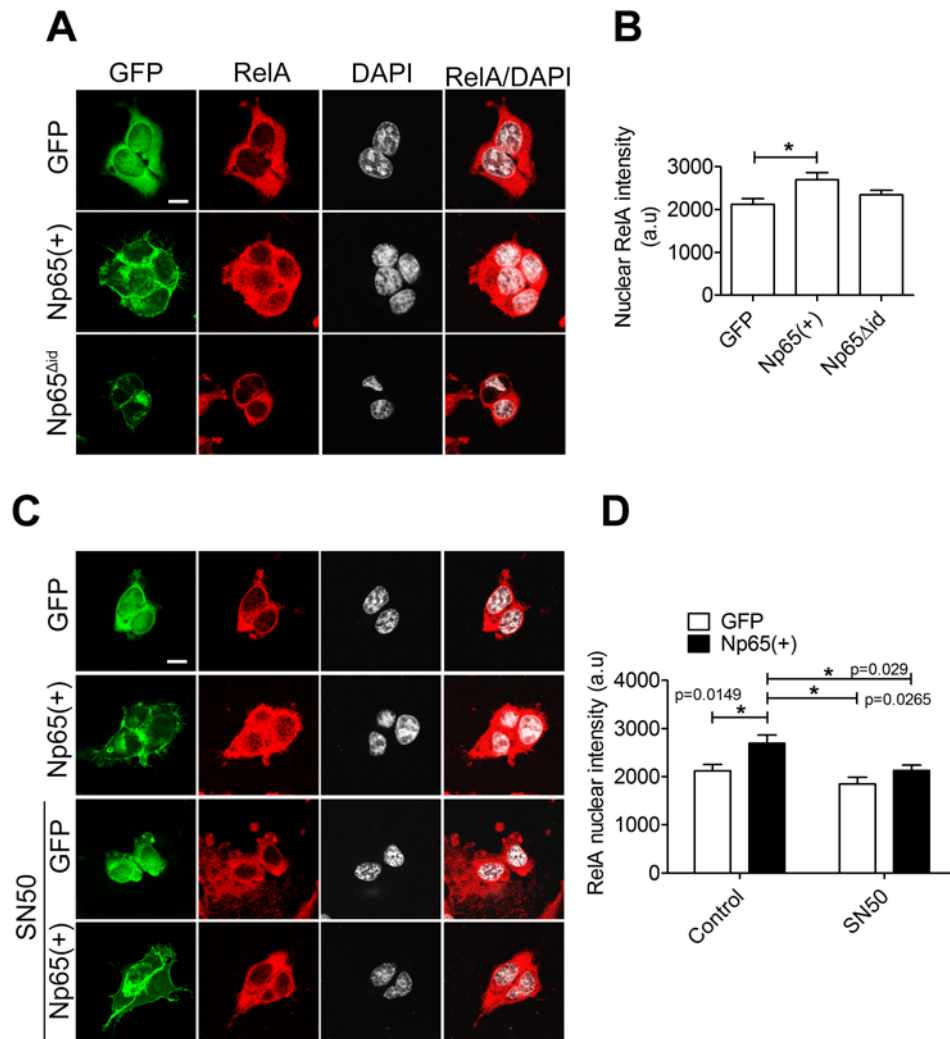 A
GFP RelA DAPI RelA/DAPI
GFP
Np65(+)
Np65Δid
B
Nuclear RelA intensity
(a.u)
3000
2000
1000
0
GFP Np65(+) Np65Δid
*
C
GFP
Np65(+)
SN50
GFP
Np65(+)
D
GFP
Np65(+)
RelA nuclear intensity (a.u)
4000
3000
2000
1000
0
p=0.0149
*
*
p=0.029
*
p=0.0265
Control SN50